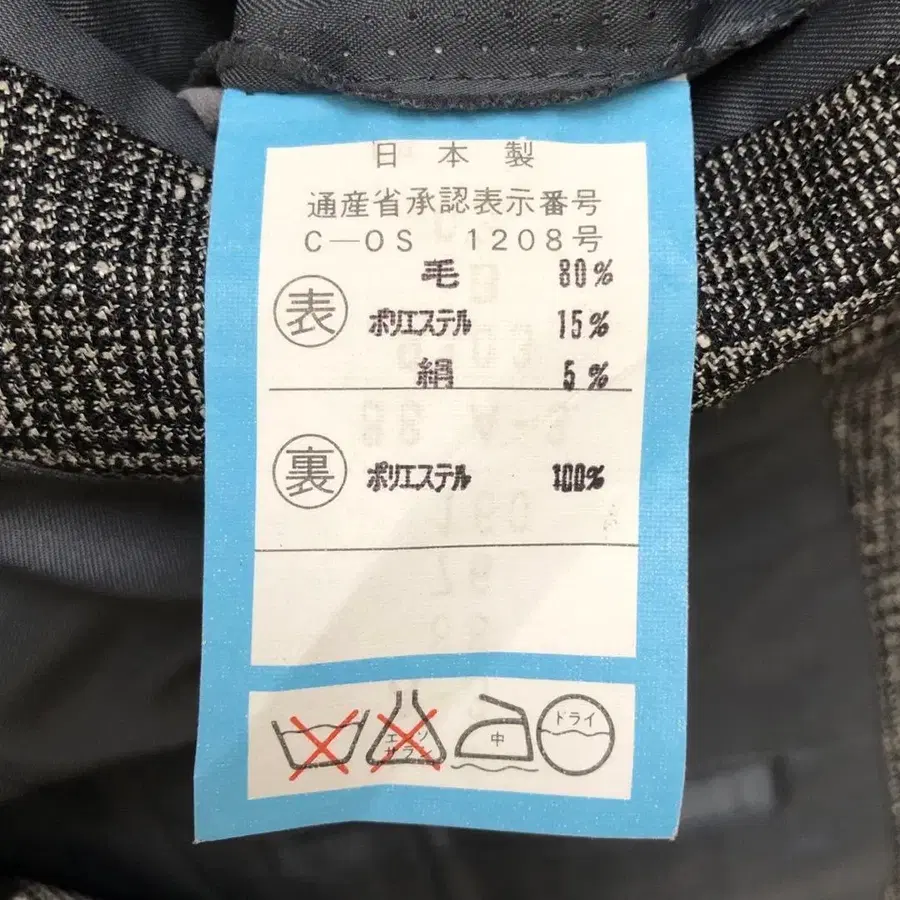 日本製
通産省承認表示番号
C—OS 1208号
表 毛 80%
ポリエステル 15%
絹 5%
裏 ポリエステル 100%
エンソサラシ
中
ドライ